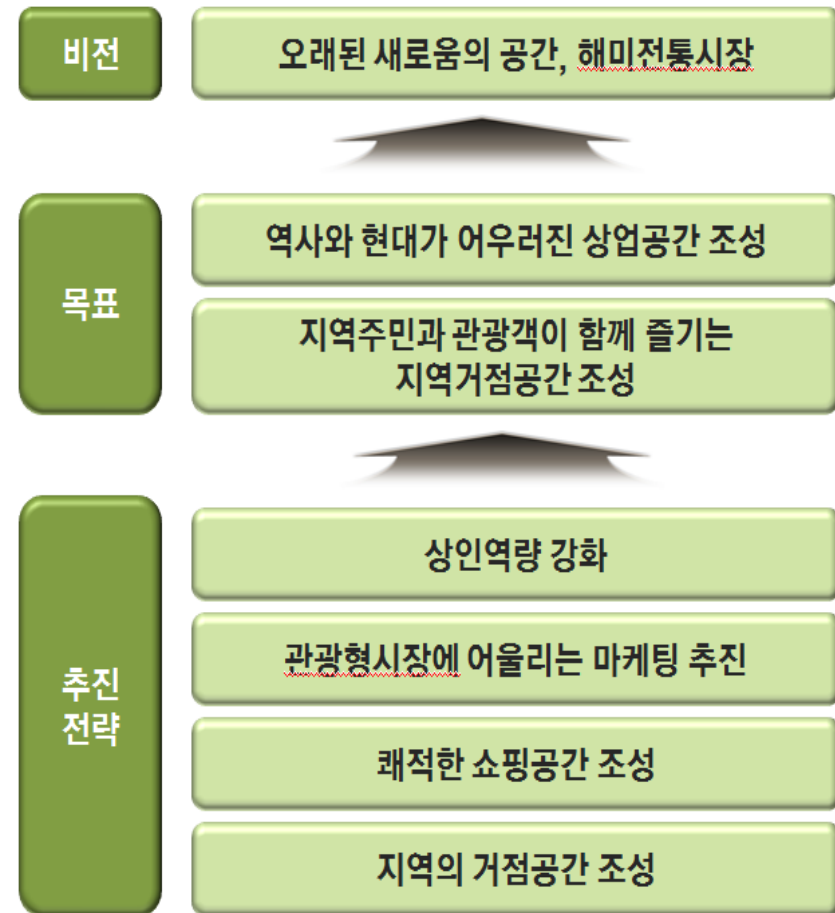 비전
오래된 새로움의 공간, 해미전통시장
목표
역사와 현대가 어우러진 상업공간 조성
지역주민과 관광객이 함께 즐기는
지역거점공간 조성
추진
전략
상인역량 강화
관광형시장에 어울리는 마케팅 추진
쾌적한 쇼핑공간 조성
지역의 거점공간 조성